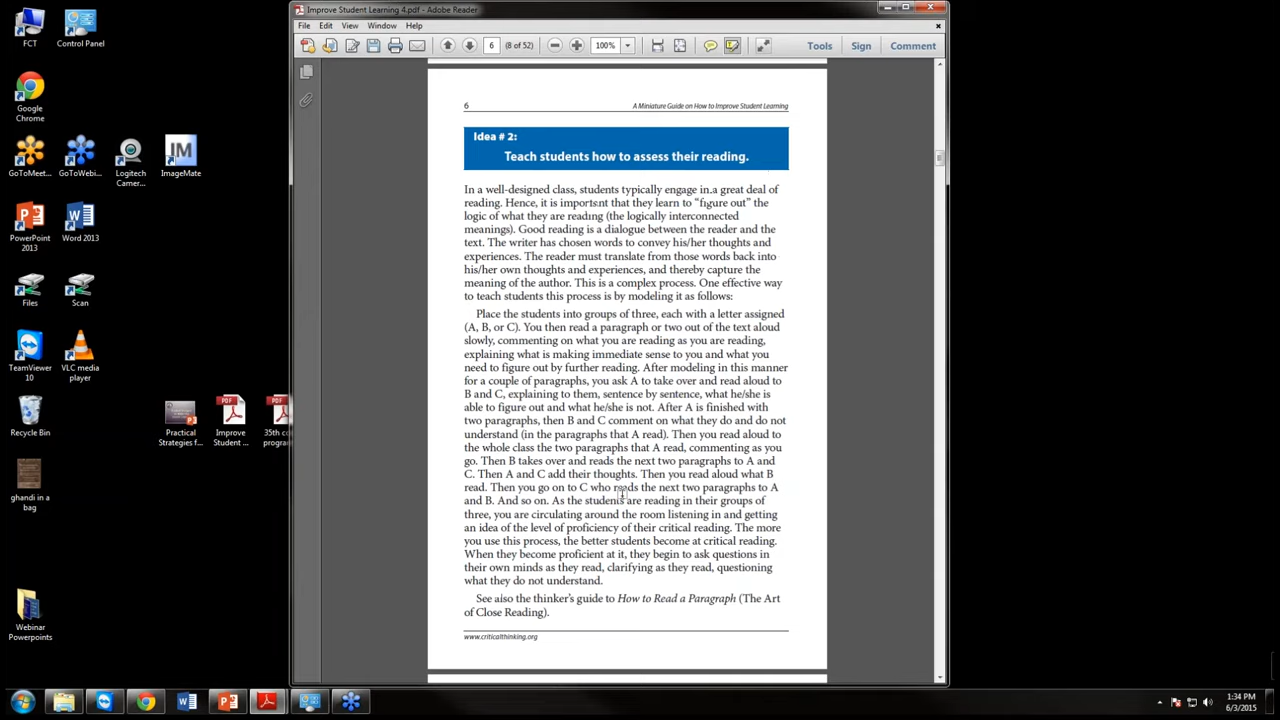 FCT
Control Panel
Google Chrome
GoToMeet...
GoToWebi...
Logitech Camer...
ImageMate
IM
PowerPoint 2013
Word 2013
Files
Scan
TeamViewer 10
VLC media player
Recycle Bin
Practical Strategies f...
PDF
Improve Student ...
PDF
35th co program
ghandi in a bag
Webinar Powerpoints
Improve Student Learning 4.pdf - Adobe Reader
File Edit View Window Help
6 (8 of 52) 100% Tools Sign Comment
6 A Miniature Guide on How to Improve Student Learning
Idea # 2:
Teach students how to assess their reading.
In a well-designed class, students typically engage in a great deal of
reading. Hence, it is important that they learn to “figure out” the
logic of what they are reading (the logically interconnected
meanings). Good reading is a dialogue between the reader and the
text. The writer has chosen words to convey his/her thoughts and
experiences. The reader must translate from those words back into
his/her own thoughts and experiences, and thereby capture the
meaning of the author. This is a complex process. One effective way
to teach students this process is by modeling it as follows:
Place the students into groups of three, each with a letter assigned
(A, B, or C). You then read a paragraph or two out of the text aloud
slowly, commenting on what you are reading as you are reading,
explaining what is making immediate sense to you and what you
need to figure out by further reading. After modeling in this manner
for a couple of paragraphs, you ask A to take over and read aloud to
B and C, explaining to them, sentence by sentence, what he/she is
able to figure out and what he/she is not. After A is finished with
two paragraphs, then B and C comment on what they do and do not
understand (in the paragraphs that A read). Then you read aloud to
the whole class the two paragraphs that A read, commenting as you
go. Then B takes over and reads the next two paragraphs to A and
C. Then A and C add their thoughts. Then you read aloud what B
read. Then you go on to C who reads the next two paragraphs to A
and B. And so on. As the students are reading in their groups of
three, you are circulating around the room listening in and getting
an idea of the level of proficiency of their critical reading. The more
you use this process, the better students become at critical reading.
When they become proficient at it, they begin to ask questions in
their own minds as they read, clarifying as they read, questioning
what they do not understand.
See also the thinker’s guide to How to Read a Paragraph (The Art
of Close Reading).
www.criticalthinking.org
1:34 PM
6/3/2015